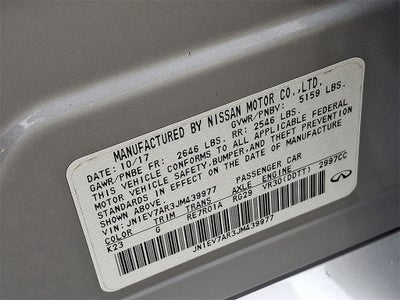 MANUFACTURED BY NISSAN MOTOR CO.,LTD.
DATE: 10/17 GVWR/PNBV: 5159 LBS.
GAWR/PNBE FR: 2646 LBS. RR: 2546 LBS.
THIS VEHICLE CONFORMS TO ALL APPLICABLE FEDERAL
MOTOR VEHICLE SAFETY,BUMPER,AND THEFT PREVENTION
STANDARDS IN EFFECT ON THE DATE OF MANUFACTURE
SHOWN ABOVE.
VIN: JN1EV7AR3JM439977 PASSENGER CAR
COLOR TRIM TRANS AXLE ENGINE 2997CC
K23 G RE7R01A RG29 VR30(DDTT)
JN1EV7AR3JM439977
INFINITI